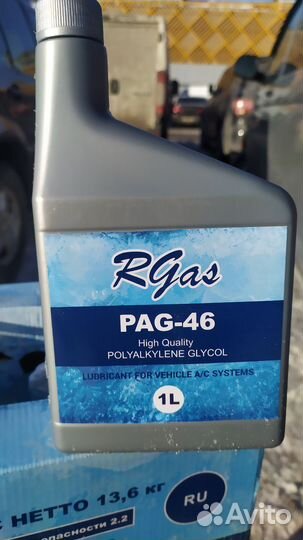 RGas
PAG-46
High Quality
POLYALKYLENE GLYCOL
LUBRICANT FOR VEHICLE A/C SYSTEMS
1L
С НЕТТО 13,6 кг
опасности 2.2
RU
Avito